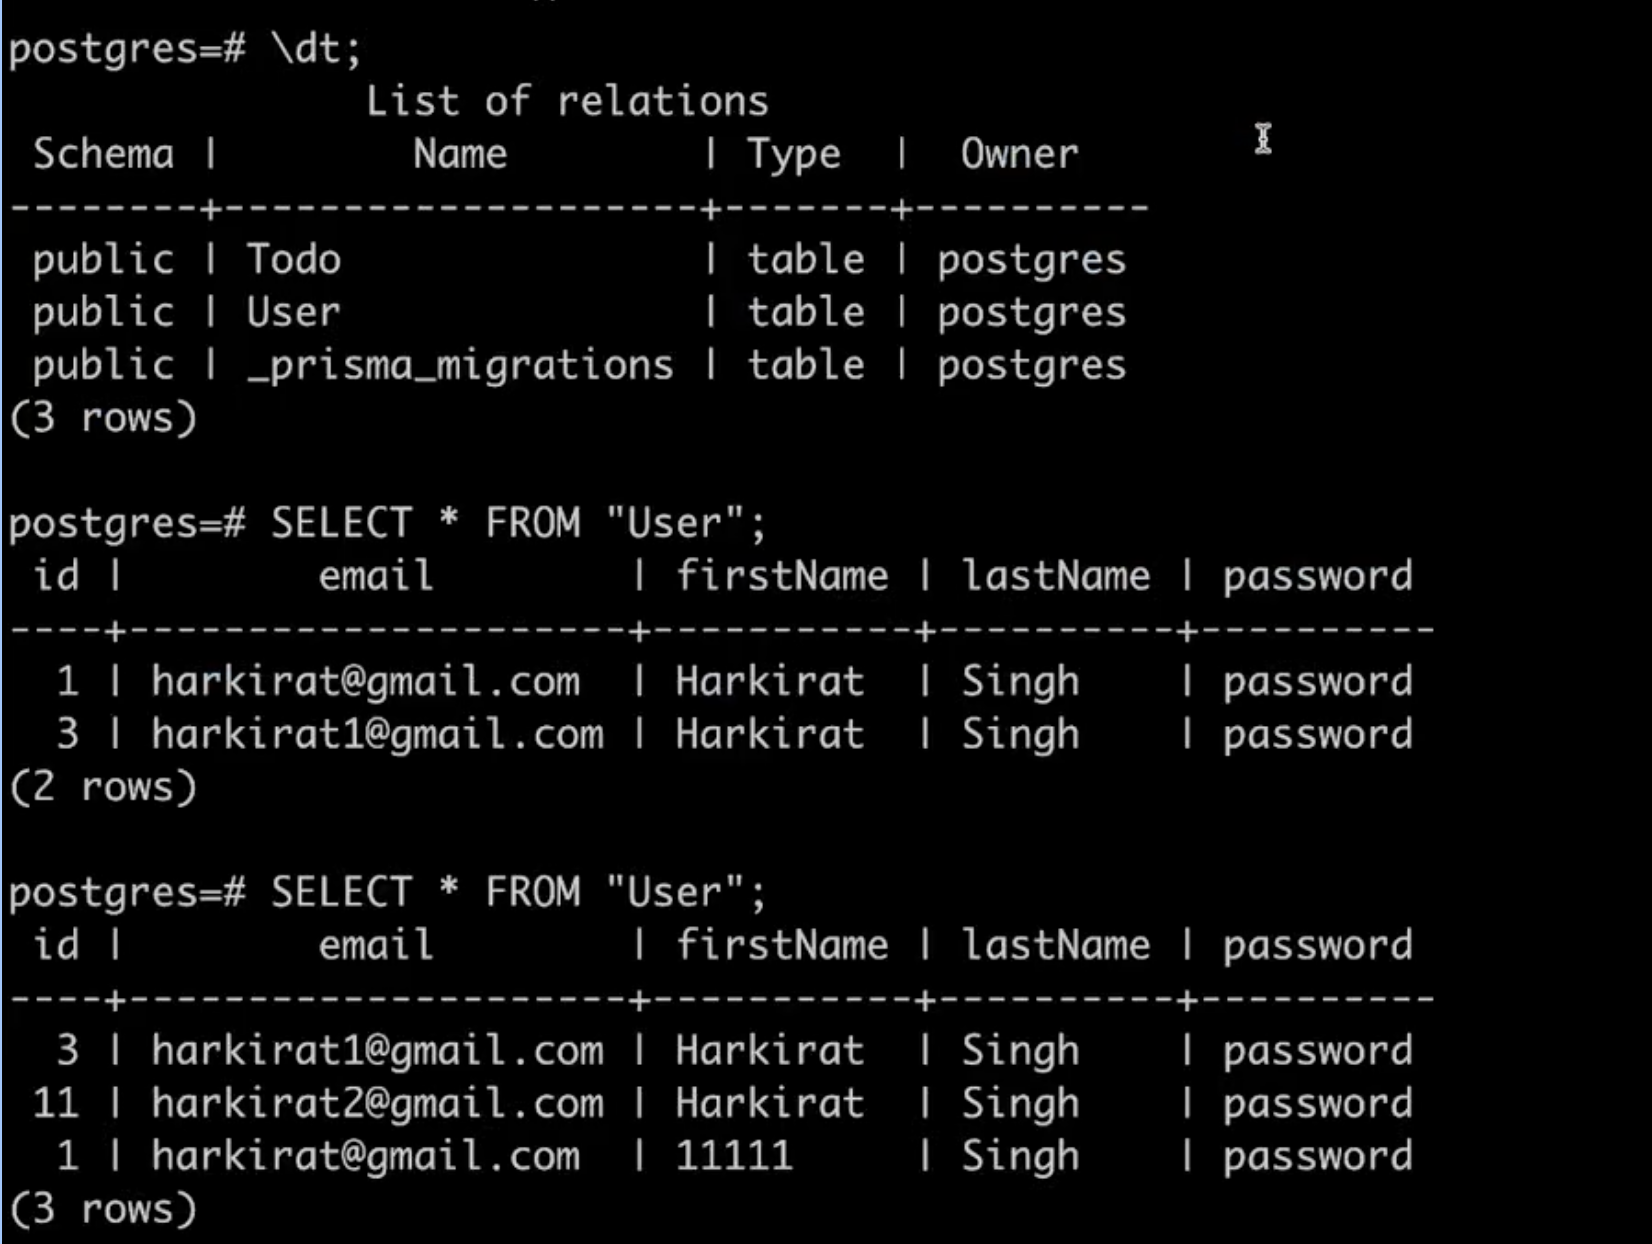 postgres=# \dt;
               List of relations
 Schema |        Name        | Type  |  Owner
--------+--------------------+-------+----------
 public | Todo               | table | postgres
 public | User               | table | postgres
 public | _prisma_migrations | table | postgres
(3 rows)
postgres=# SELECT * FROM "User";
 id |        email        | firstName | lastName | password
----+---------------------+-----------+----------+----------
  1 | harkirat@gmail.com  | Harkirat  | Singh    | password
  3 | harkirat1@gmail.com | Harkirat  | Singh    | password
(2 rows)
postgres=# SELECT * FROM "User";
 id |        email        | firstName | lastName | password
----+---------------------+-----------+----------+----------
  3 | harkirat1@gmail.com | Harkirat  | Singh    | password
 11 | harkirat2@gmail.com | Harkirat  | Singh    | password
  1 | harkirat@gmail.com  | 11111     | Singh    | password
(3 rows)